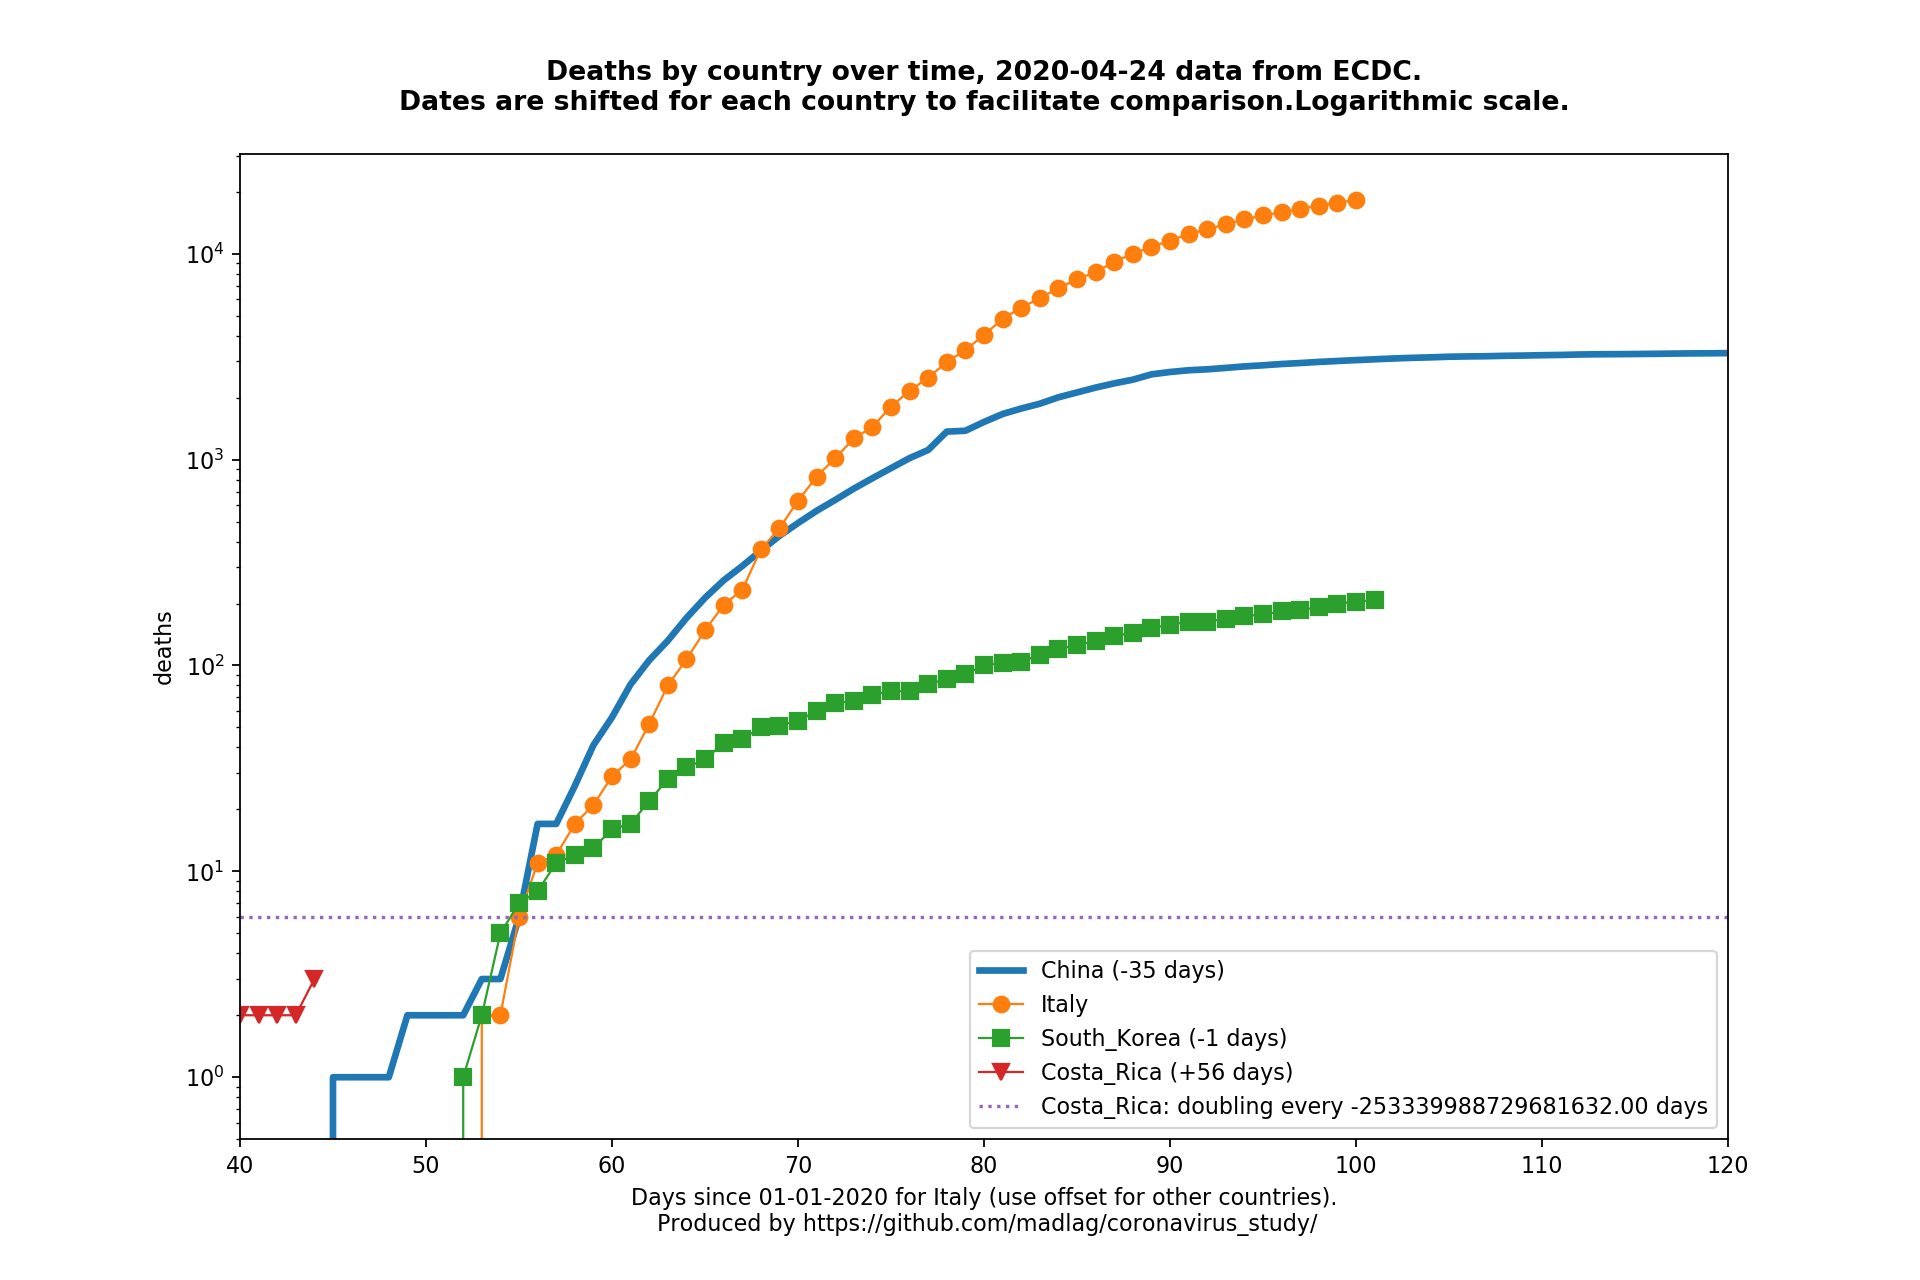 Deaths by country over time, 2020-04-24 data from ECDC.
Dates are shifted for each country to facilitate comparison.Logarithmic scale.
10⁴
10³
10²
10¹
10⁰
deaths
China (-35 days)
Italy
South_Korea (-1 days)
Costa_Rica (+56 days)
Costa_Rica: doubling every -253339988729681632.00 days
40 50 60 70 80 90 100 110 120
Days since 01-01-2020 for Italy (use offset for other countries).
Produced by https://github.com/madlag/coronavirus_study/